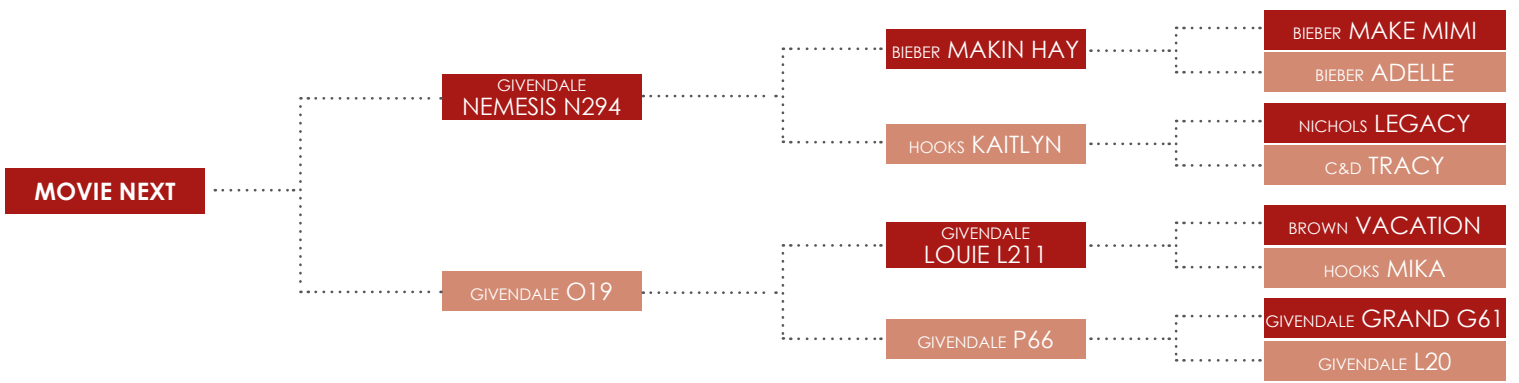 MOVIE NEXT
GIVENDALE
NEMESIS N294
GIVENDALE O19
BIEBER MAKIN HAY
HOOKS KAITLYN
GIVENDALE
LOUIE L211
GIVENDALE P66
BIEBER MAKE MIMI
BIEBER ADELLE
NICHOLS LEGACY
C&D TRACY
BROWN VACATION
HOOKS MIKA
GIVENDALE GRAND G61
GIVENDALE L20